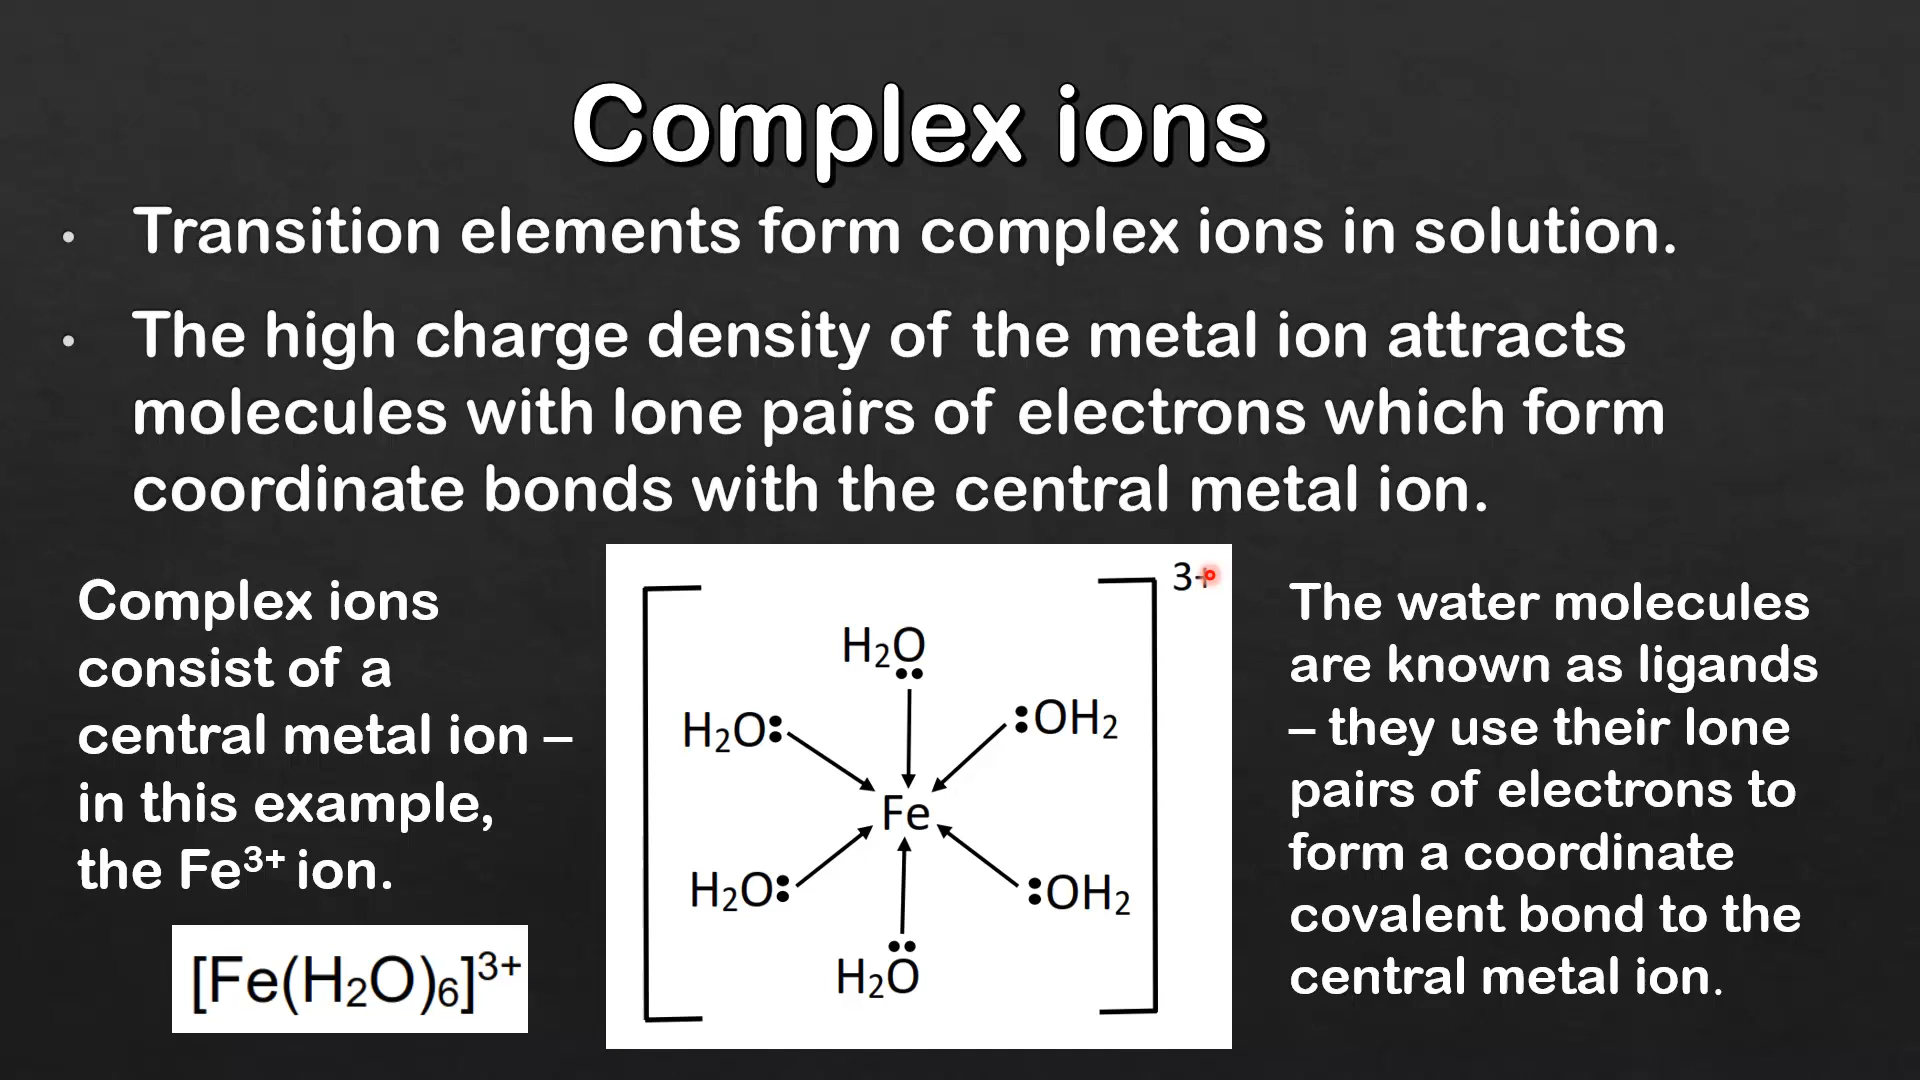 Complex ions
• Transition elements form complex ions in solution.
• The high charge density of the metal ion attracts
molecules with lone pairs of electrons which form
coordinate bonds with the central metal ion.
Complex ions
consist of a
central metal ion –
in this example,
the Fe³⁺ ion.
[Fe(H₂O)₆]³⁺
3+
H₂O
H₂O:
:OH₂
Fe
H₂O:
:OH₂
H₂O
The water molecules
are known as ligands
– they use their lone
pairs of electrons to
form a coordinate
covalent bond to the
central metal ion.